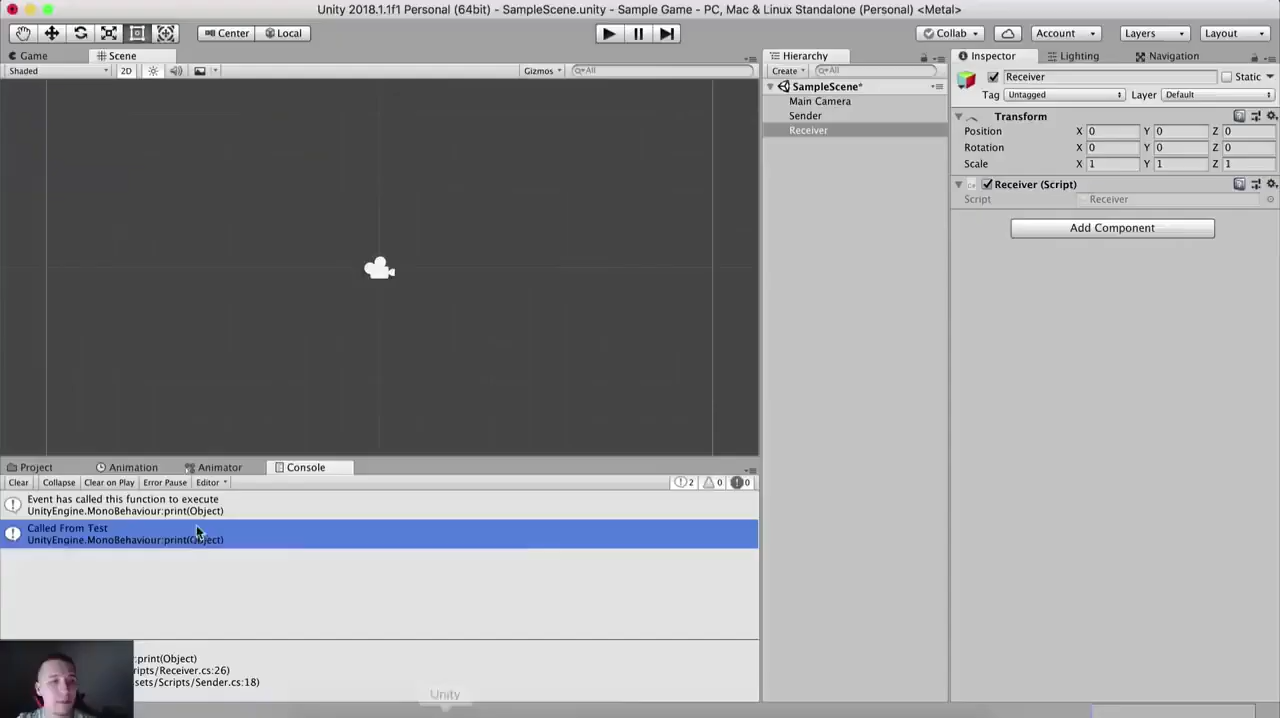 Unity 2018.1.1f1 Personal (64bit) - SampleScene.unity - Sample Game - PC, Mac & Linux Standalone (Personal) <Metal>
Center Local Collab Account Layers Layout
Game Scene Hierarchy Inspector Lighting Navigation
Shaded 2D Gizmos All Create All Receiver Static
SampleScene* Tag Untagged Layer Default
Main Camera
Sender Transform
Receiver Position X 0 Y 0 Z 0
Rotation X 0 Y 0 Z 0
Scale X 1 Y 1 Z 1
Receiver (Script)
Script Receiver
Add Component
Project Animation Animator Console
Clear Collapse Clear on Play Error Pause Editor 2 0 0
Event has called this function to execute
UnityEngine.MonoBehaviour:print(Object)
Called From Test
UnityEngine.MonoBehaviour:print(Object)
:print(Object)
ripts/Receiver.cs:26)
sets/Scripts/Sender.cs:18)
Unity